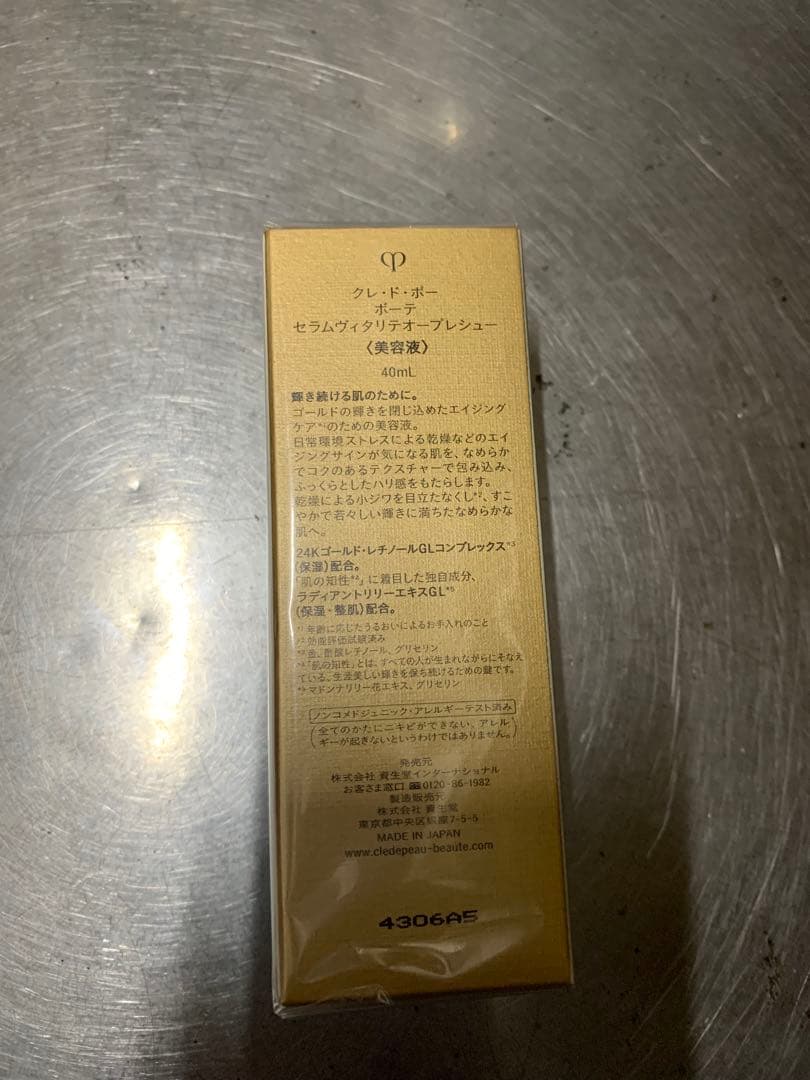 クレ・ド・ポー
ボーテ
セラムヴィタリテオープレシュー
〈美容液〉
40mL
輝き続ける肌のために。
ゴールドの輝きを閉じ込めたエイジング
ケア*¹のための美容液。
日常環境ストレスによる乾燥などのエイ
ジングサインが気になる肌を、なめらか
でコクのあるテクスチャーで包み込み、
ふっくらとしたハリ感をもたらします。
乾燥による小ジワを目立たなくし*²、すこ
やかで若々しい輝きに満ちたなめらかな
肌へ。
24Kゴールド・レチノールGLコンプレックス*³
(保湿)配合。
「肌の知性*⁴」に着目した独自成分、
ラディアントリリーエキスGL*⁵
(保湿・整肌)配合。
*¹ 年齢に応じたうるおいによるお手入れのこと
*² 効能評価試験済み
*³ 金、酢酸レチノール、グリセリン
*⁴ 「肌の知性」とは、すべての人が生まれながらにそなえ
ている、生涯美しい輝きを保ち続けるための鍵です。
*⁵ マドンナリリー花エキス、グリセリン
ノンコメドジェニック・アレルギーテスト済み
(全てのかたにニキビができない、アレル
ギーが起きないというわけではありません。)
発売元
株式会社 資生堂インターナショナル
お客さま窓口 0120-86-1982
製造販売元
株式会社 資生堂
東京都中央区銀座7-5-5
MADE IN JAPAN
www.cledepeau-beaute.com
4306A5